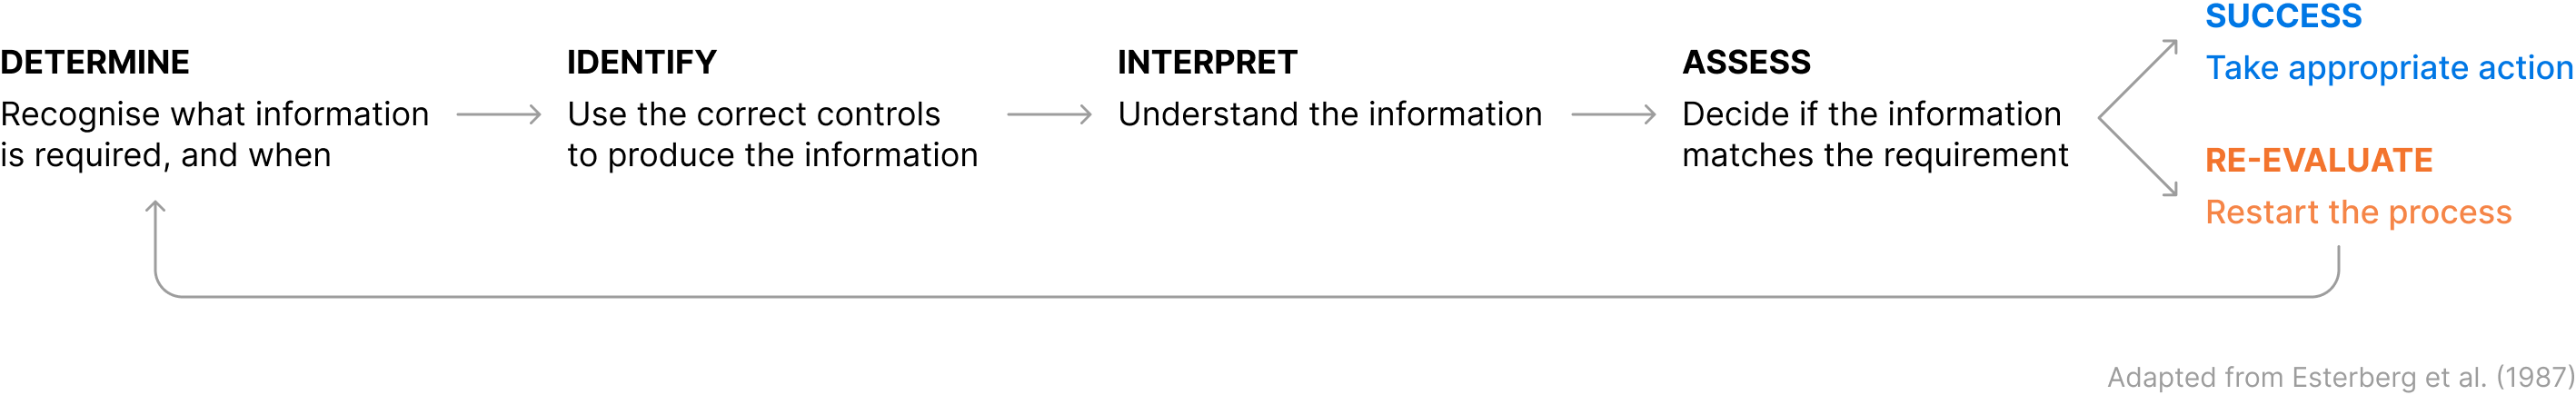 DETERMINE
Recognise what information
is required, and when
IDENTIFY
Use the correct controls
to produce the information
INTERPRET
Understand the information
ASSESS
Decide if the information
matches the requirement
SUCCESS
Take appropriate action
RE-EVALUATE
Restart the process
Adapted from Esterberg et al. (1987)